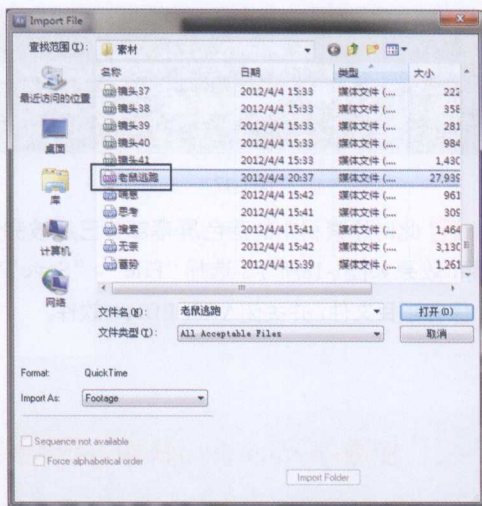 Import File
查找范围(I): 素材
名称 日期 类型 大小
镜头37 2012/4/4 15:33 媒体文件 (.... 222
镜头38 2012/4/4 15:33 媒体文件 (.... 358
镜头39 2012/4/4 15:33 媒体文件 (.... 281
镜头40 2012/4/4 15:33 媒体文件 (.... 984
镜头41 2012/4/4 15:33 媒体文件 (.... 1,430
老鼠逃跑 2012/4/4 20:37 媒体文件 (.... 27,939
喘息 2012/4/4 15:42 媒体文件 (.... 961
思考 2012/4/4 15:41 媒体文件 (.... 309
搜索 2012/4/4 15:41 媒体文件 (.... 1,464
无奈 2012/4/4 15:42 媒体文件 (.... 3,130
蓄势 2012/4/4 15:39 媒体文件 (.... 1,261
最近访问的位置
桌面
库
计算机
网络
文件名(N): 老鼠逃跑 打开(O)
文件类型(T): All Acceptable Files 取消
Format: QuickTime
Import As: Footage
Sequence not available
Force alphabetical order
Import Folder